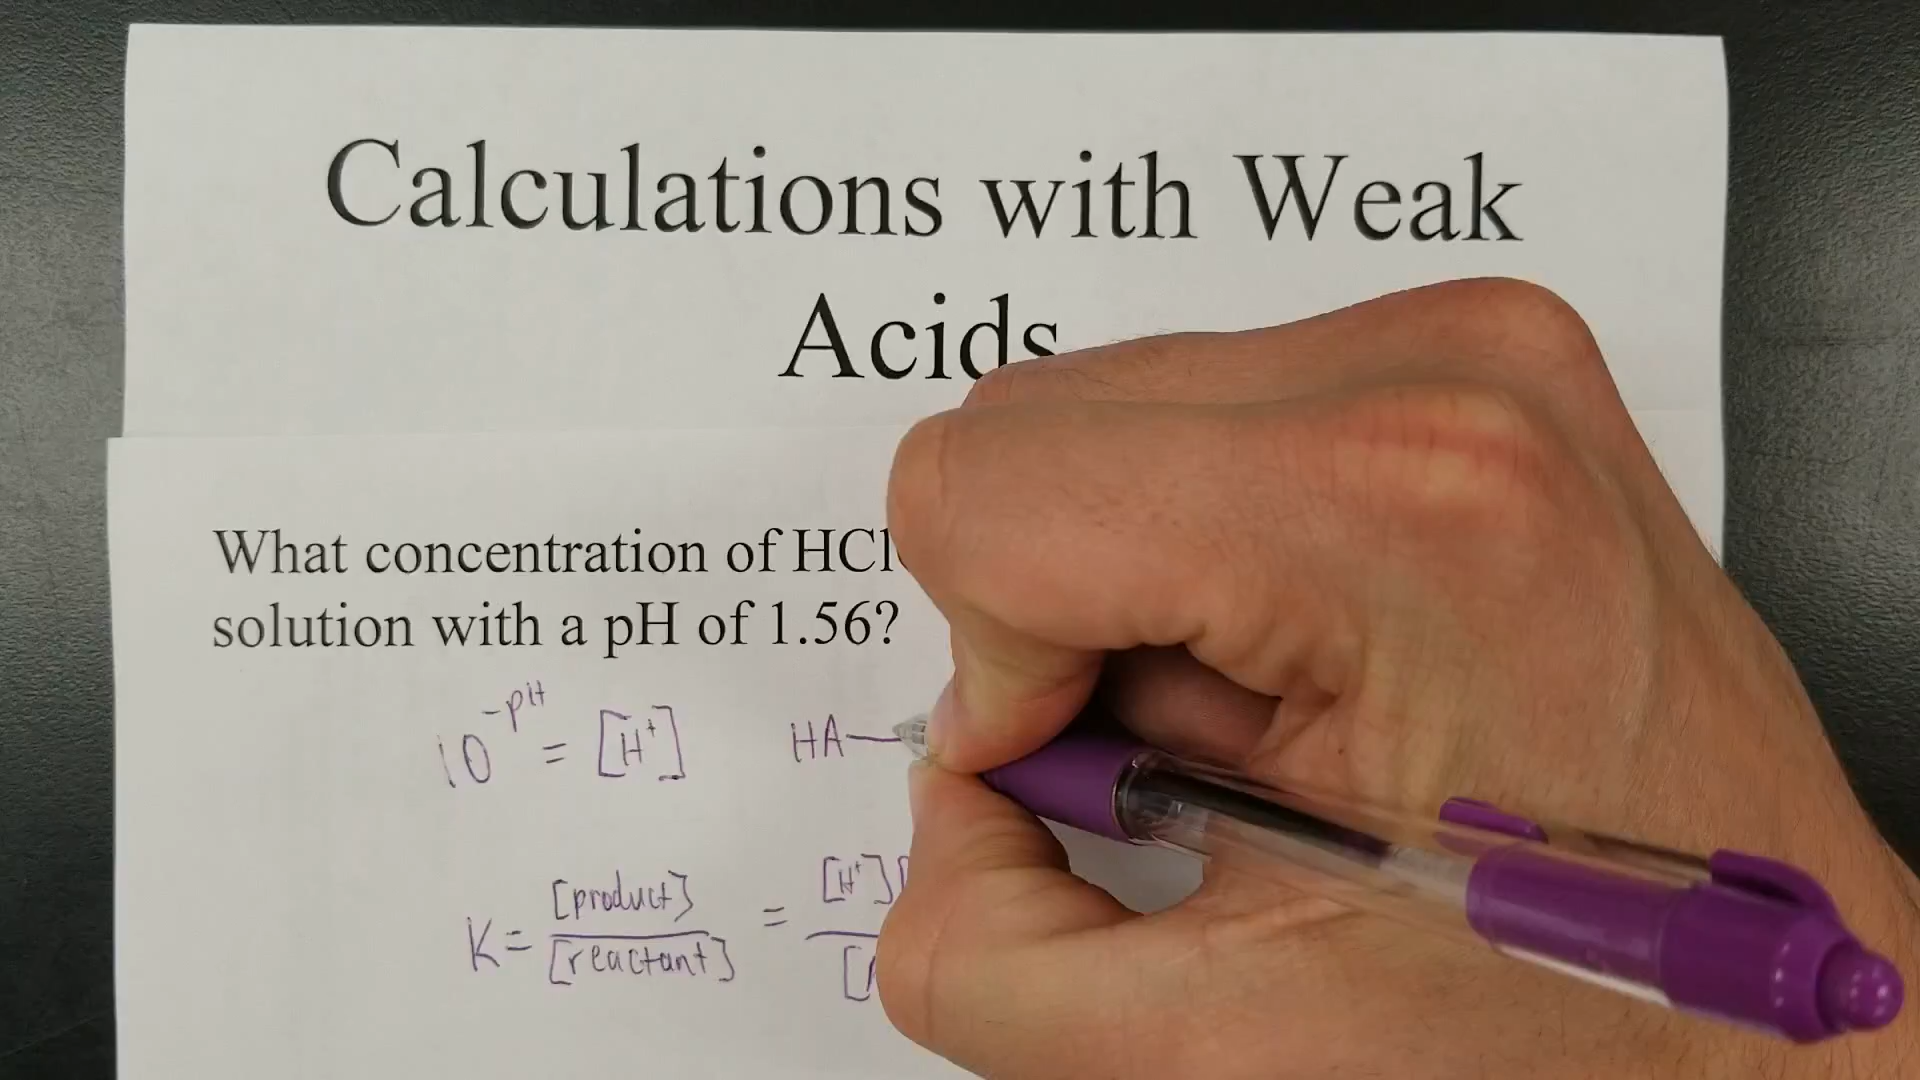 Calculations with Weak
Acids
What concentration of HCl
solution with a pH of 1.56?
10^-pH = [H⁺] HA—
K = [product] / [reactant] = [H⁺][ / [